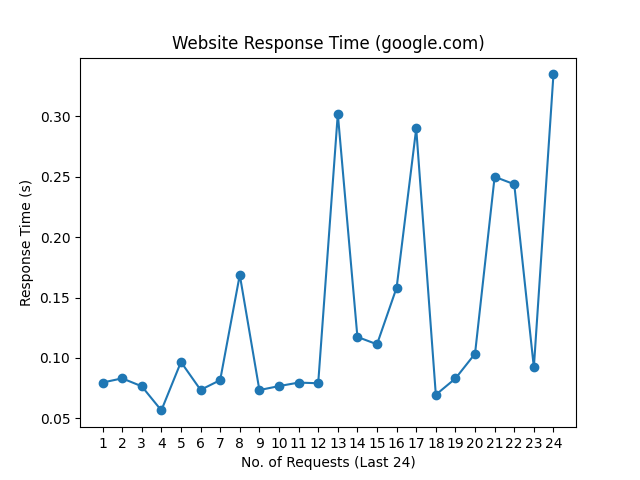 Website Response Time (google.com)
Response Time (s)
0.30
0.25
0.20
0.15
0.10
0.05
1 2 3 4 5 6 7 8 9 10 11 12 13 14 15 16 17 18 19 20 21 22 23 24
No. of Requests (Last 24)